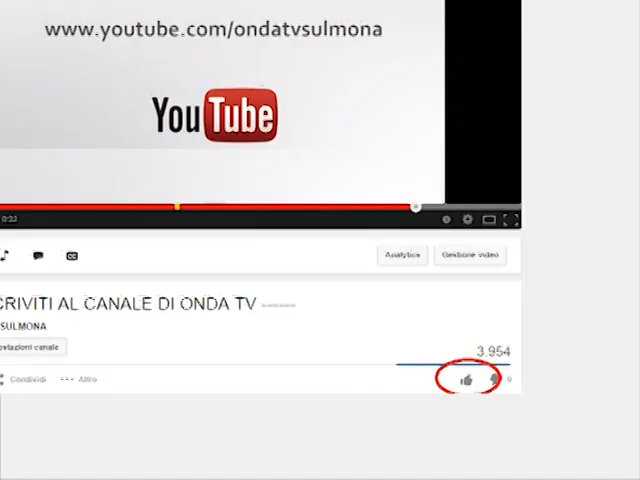 www.youtube.com/ondatvsulmona
YouTube
0:22
Analytics
Gestione video
CRIVITI AL CANALE DI ONDA TV
SULMONA
ostazioni canale
3.954
Condividi
Altro
0